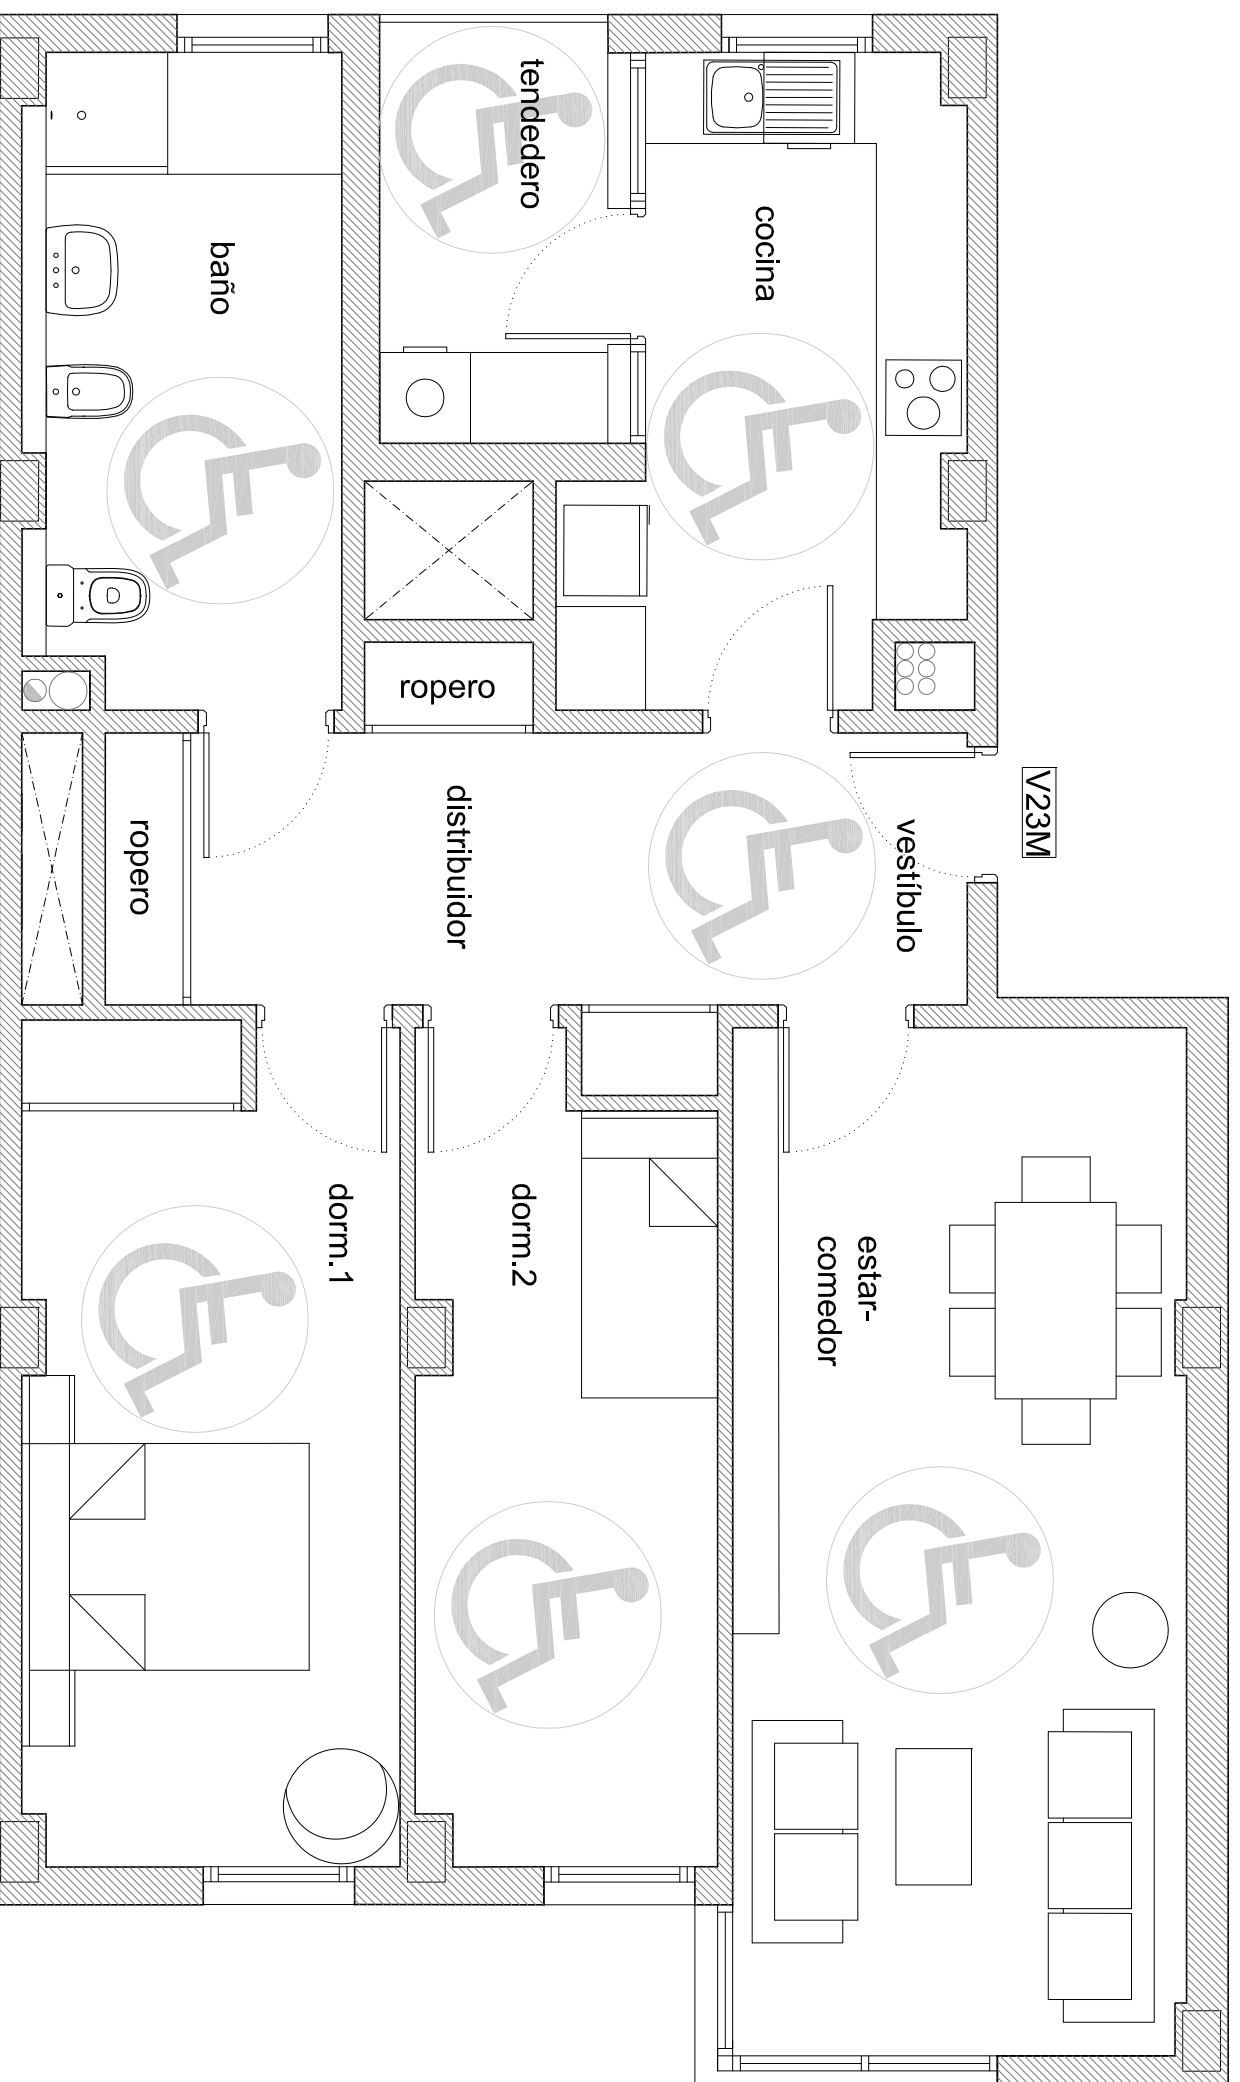 tendedero
cocina
baño
ropero
V23M
vestíbulo
distribuidor
ropero
dorm.1
dorm.2
estar-
comedor